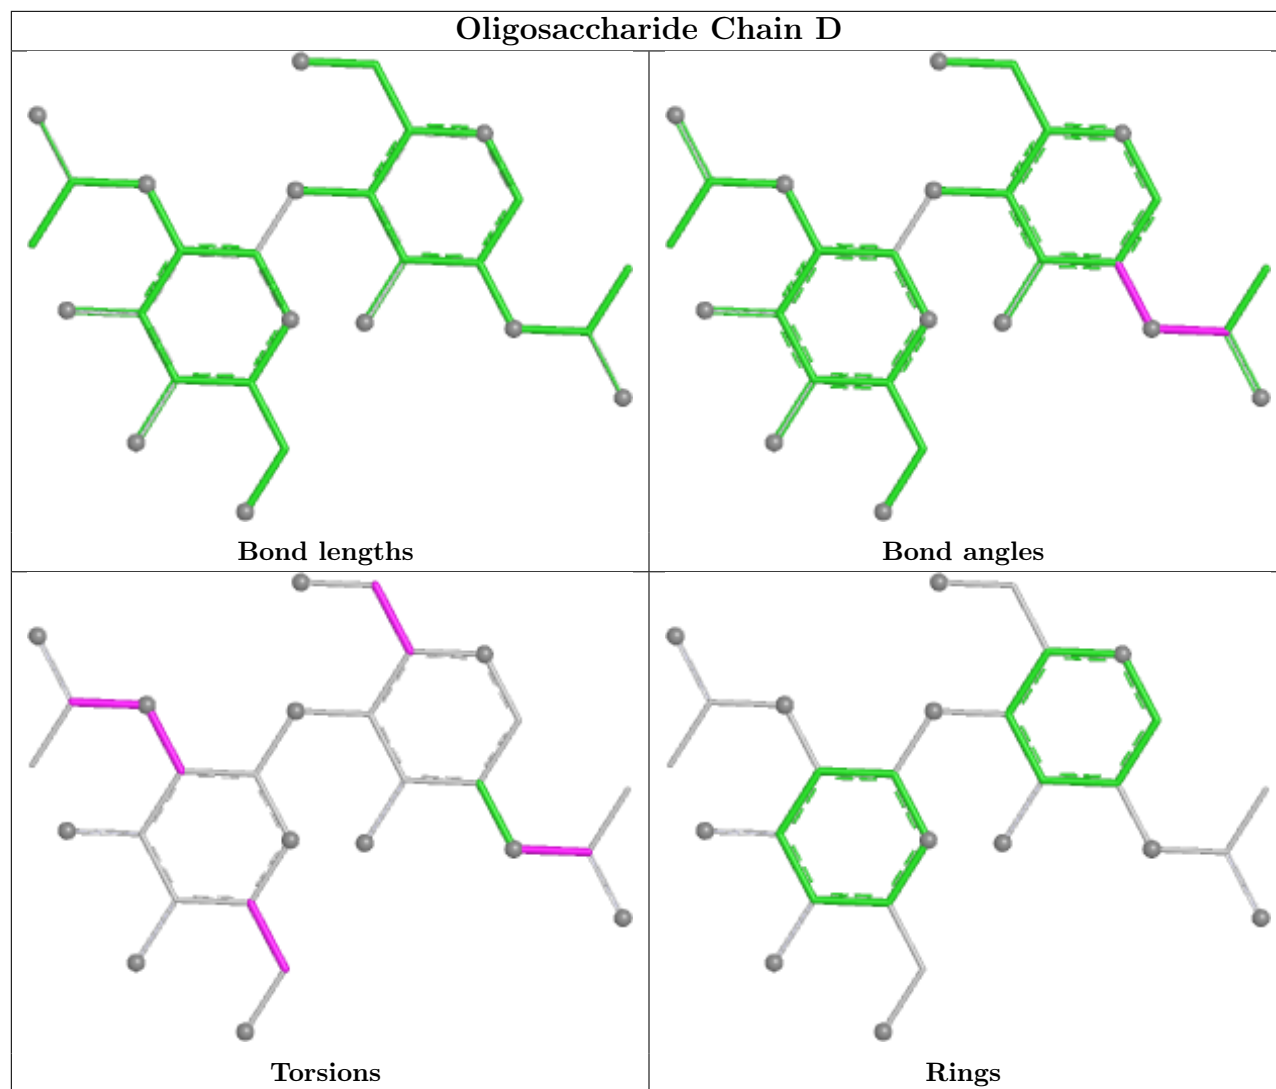 Oligosaccharide Chain D
Bond lengths
Bond angles
Torsions
Rings